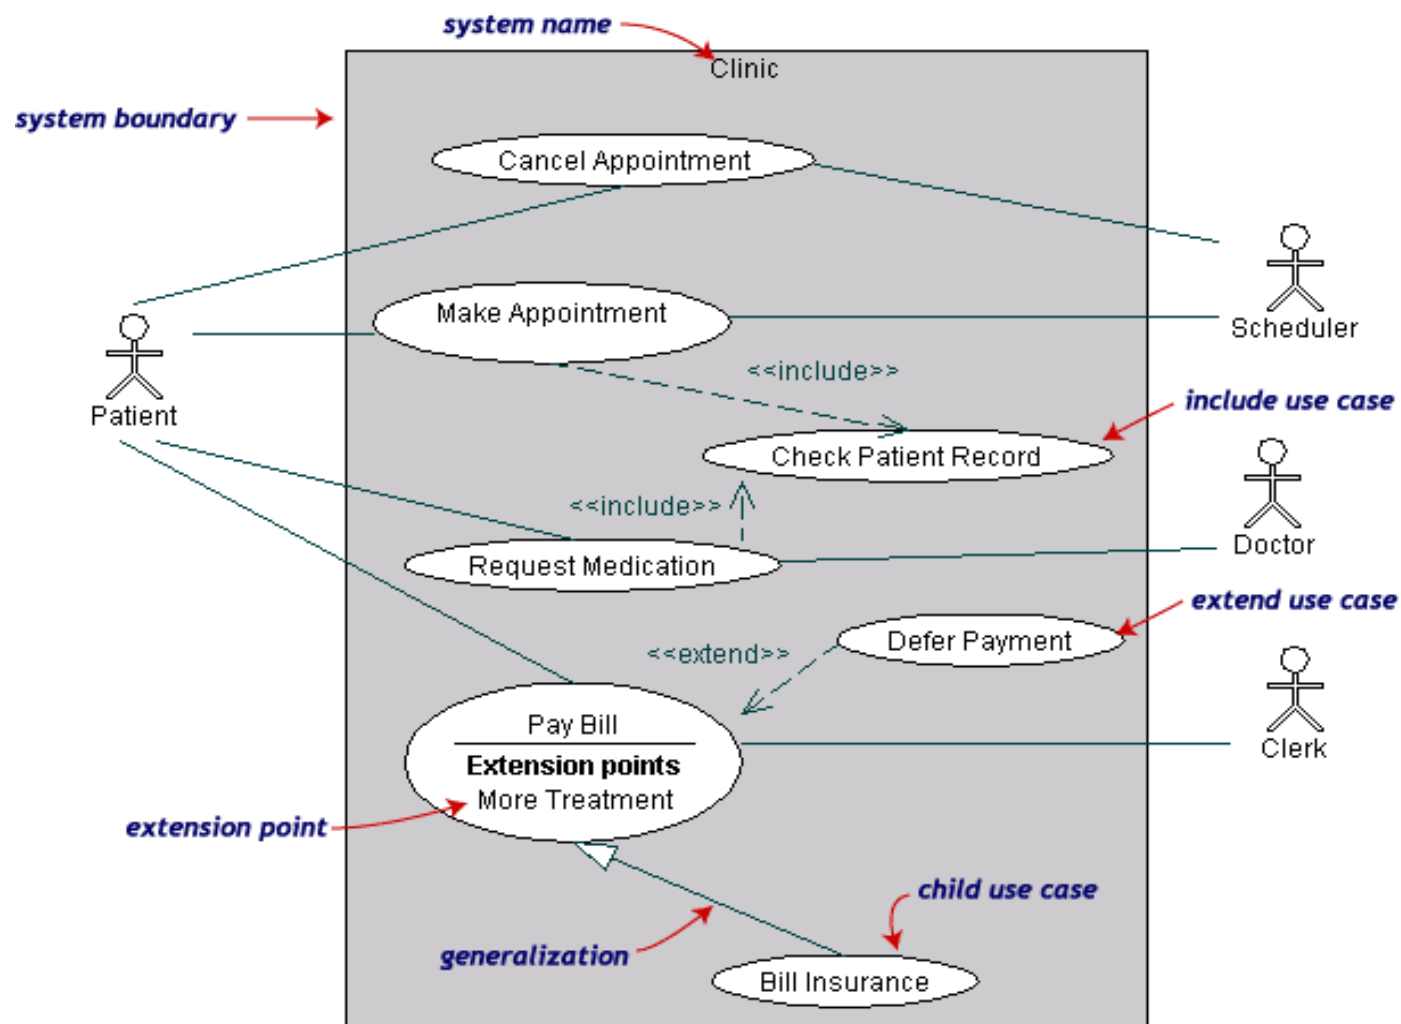 system name
Clinic
system boundary
Cancel Appointment
Make Appointment
Scheduler
<<include>>
Patient
include use case
Check Patient Record
<<include>>
Doctor
Request Medication
extend use case
Defer Payment
<<extend>>
Pay Bill
Clerk
Extension points
More Treatment
extension point
child use case
generalization
Bill Insurance